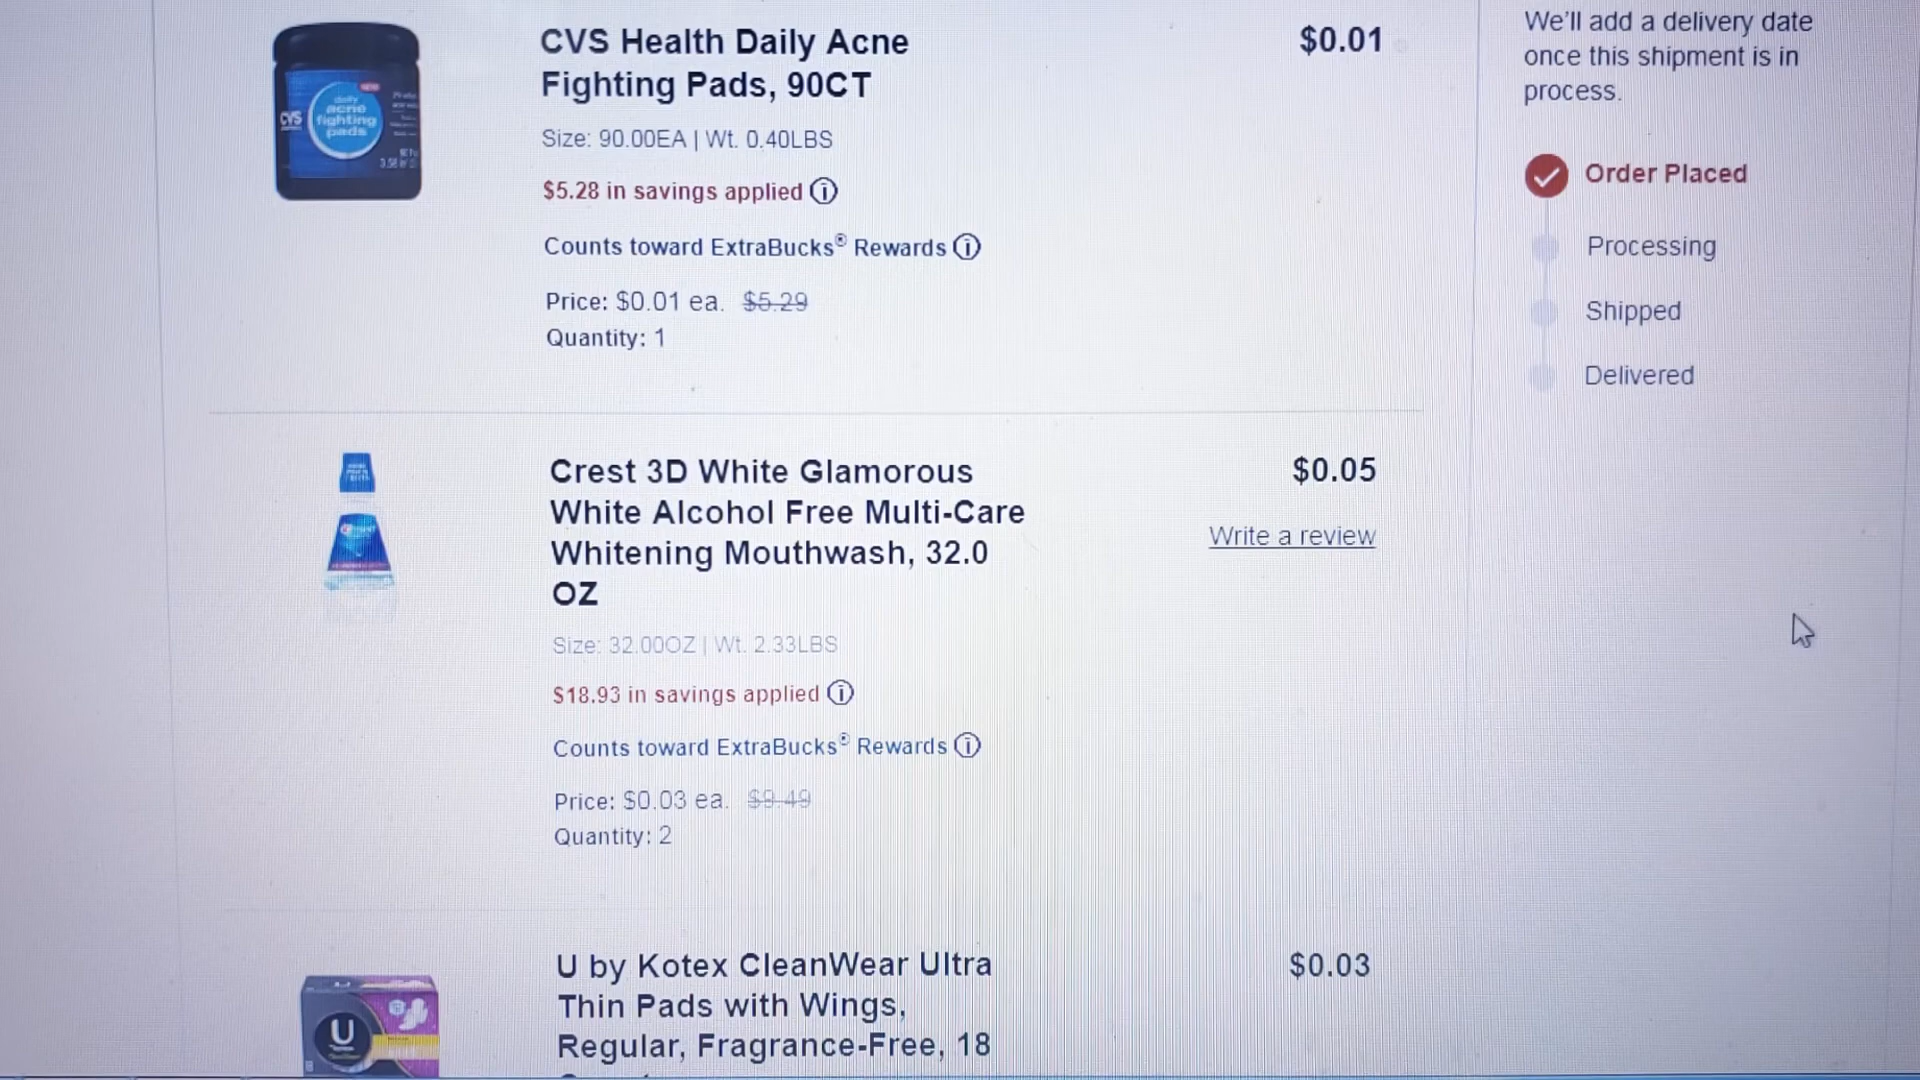 CVS Health Daily Acne
Fighting Pads, 90CT
$0.01
Size: 90.00EA | Wt. 0.40LBS
$5.28 in savings applied
Counts toward ExtraBucks® Rewards
Price: $0.01 ea. $5.29
Quantity: 1
CVS
daily
acne
fighting
pads
We'll add a delivery date
once this shipment is in
process.
Order Placed
Processing
Shipped
Delivered
Crest 3D White Glamorous
White Alcohol Free Multi-Care
Whitening Mouthwash, 32.0
OZ
$0.05
Write a review
Size: 32.00OZ | Wt. 2.33LBS
$18.93 in savings applied
Counts toward ExtraBucks® Rewards
Price: $0.03 ea. $9.49
Quantity: 2
U by Kotex CleanWear Ultra
Thin Pads with Wings,
Regular, Fragrance-Free, 18
$0.03
U